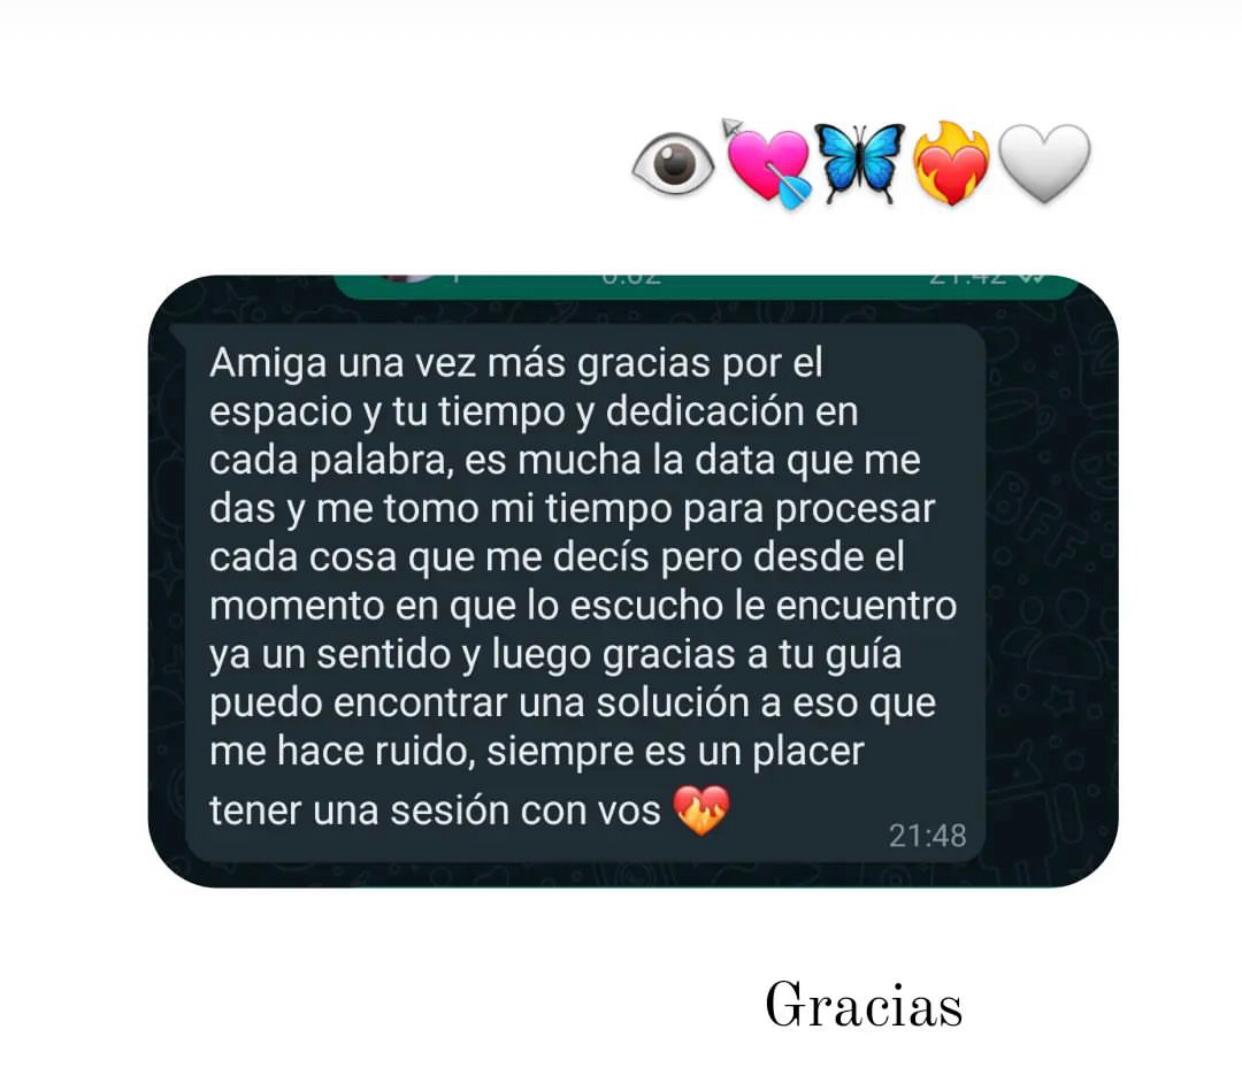 👁💘🦋❤️‍🔥🤍
Amiga una vez más gracias por el
espacio y tu tiempo y dedicación en
cada palabra, es mucha la data que me
das y me tomo mi tiempo para procesar
cada cosa que me decís pero desde el
momento en que lo escucho le encuentro
ya un sentido y luego gracias a tu guía
puedo encontrar una solución a eso que
me hace ruido, siempre es un placer
tener una sesión con vos ❤️‍🔥
21:48
Gracias